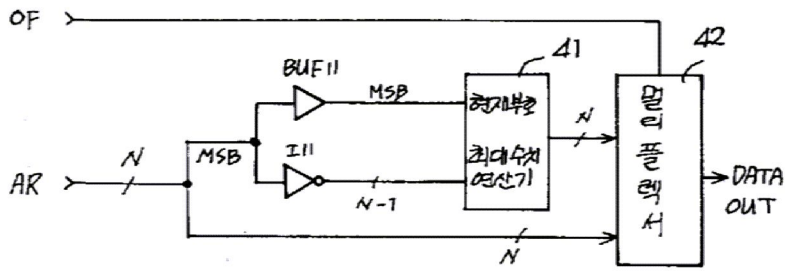 OF
41
42
BUF11
MSB
현재부호
멀티플렉서
N
MSB
I11
최대수치
연산기
N
AR
N-1
DATA
OUT
N